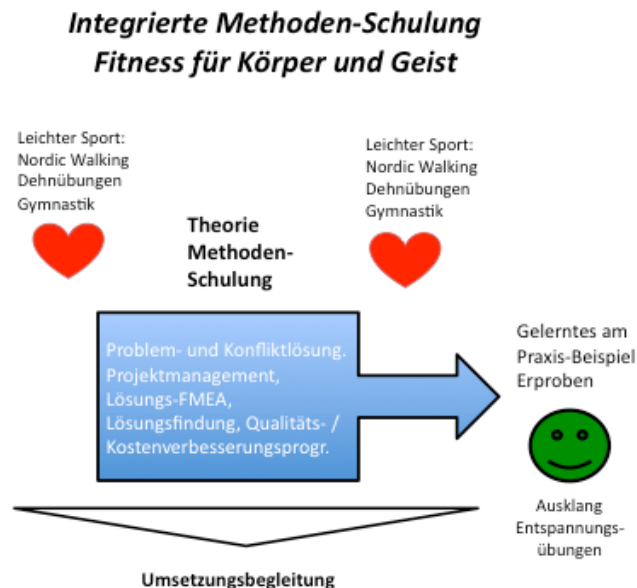 Integrierte Methoden-Schulung
Fitness für Körper und Geist
Leichter Sport:
Nordic Walking
Dehnübungen
Gymnastik
Leichter Sport:
Nordic Walking
Dehnübungen
Gymnastik
Theorie
Methoden-
Schulung
Problem- und Konfliktlösung.
Projektmanagement,
Lösungs-FMEA,
Lösungsfindung, Qualitäts- /
Kostenverbesserungsprogr.
Gelerntes am
Praxis-Beispiel
Erproben
Ausklang
Entspannungs-
übungen
Umsetzungsbegleitung